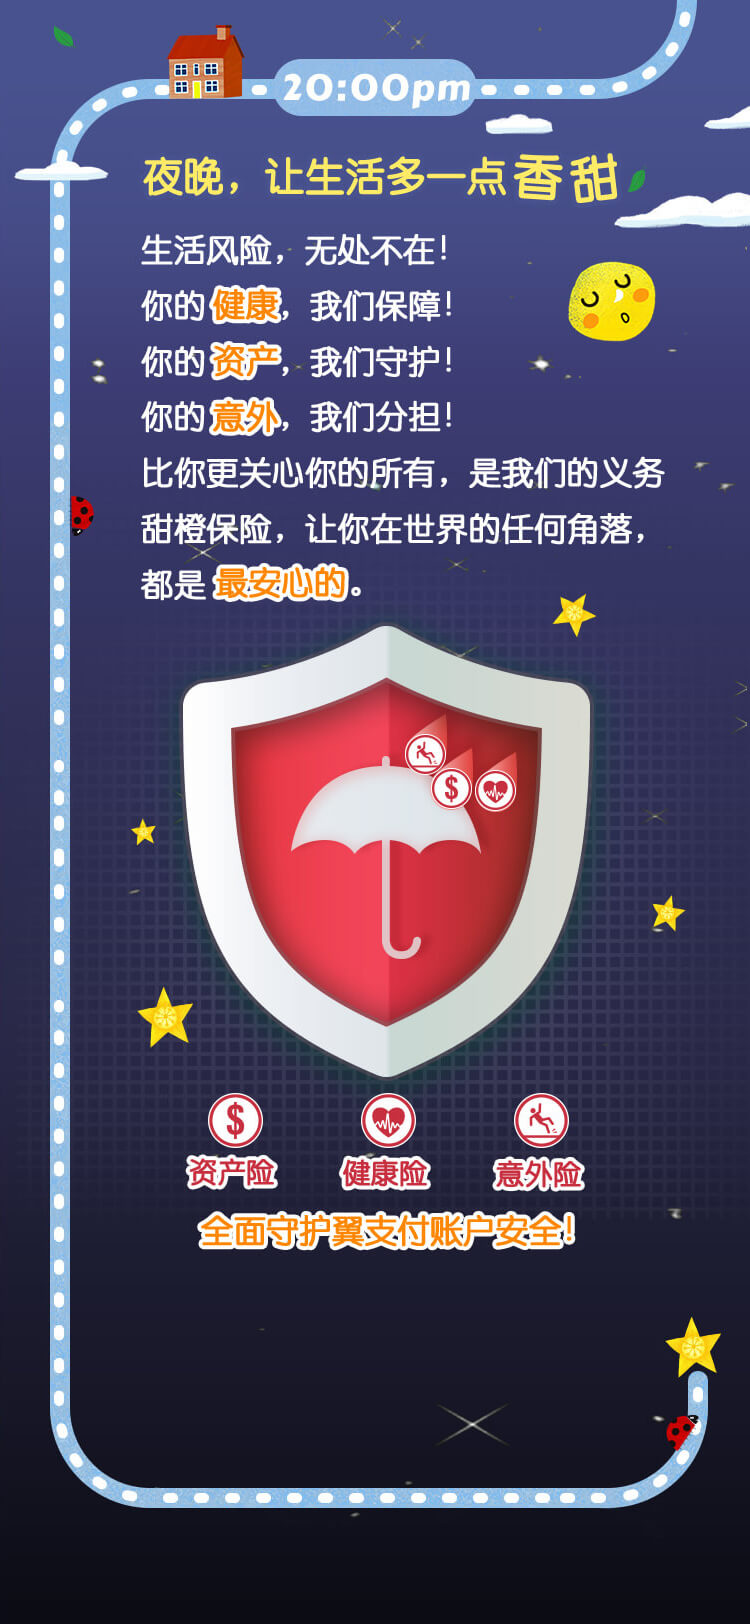 20:00pm
夜晚，让生活多一点香甜
生活风险，无处不在！
你的健康，我们保障！
你的资产，我们守护！
你的意外，我们分担！
比你更关心你的所有，是我们的义务
甜橙保险，让你在世界的任何角落，
都是最安心的。
$
$
资产险 健康险 意外险
全面守护翼支付账户安全！